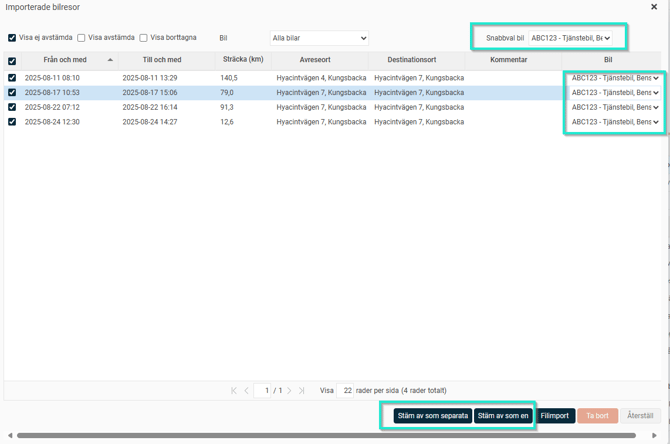 Importerade bilresor
Visa ej avstämda Visa avstämda Visa borttagna Bil Alla bilar Snabbval bil ABC123 - Tjänstebil, Be
Från och med Till och med Sträcka (km) Avreseort Destinationsort Kommentar Bil
2025-08-11 08:10 2025-08-11 13:29 140,5 Hyacintvägen 4, Kungsbacka Hyacintvägen 7, Kungsbacka ABC123 - Tjänstebil, Bens
2025-08-17 10:53 2025-08-17 15:06 79,0 Hyacintvägen 7, Kungsbacka Hyacintvägen 7, Kungsbacka ABC123 - Tjänstebil, Bens
2025-08-22 07:12 2025-08-22 16:14 91,3 Hyacintvägen 7, Kungsbacka Hyacintvägen 7, Kungsbacka ABC123 - Tjänstebil, Bens
2025-08-24 12:30 2025-08-24 14:27 12,6 Hyacintvägen 7, Kungsbacka Hyacintvägen 7, Kungsbacka ABC123 - Tjänstebil, Bens
1 / 1 Visa 22 rader per sida (4 rader totalt)
Stäm av som separata Stäm av som en Filimport Ta bort Återställ